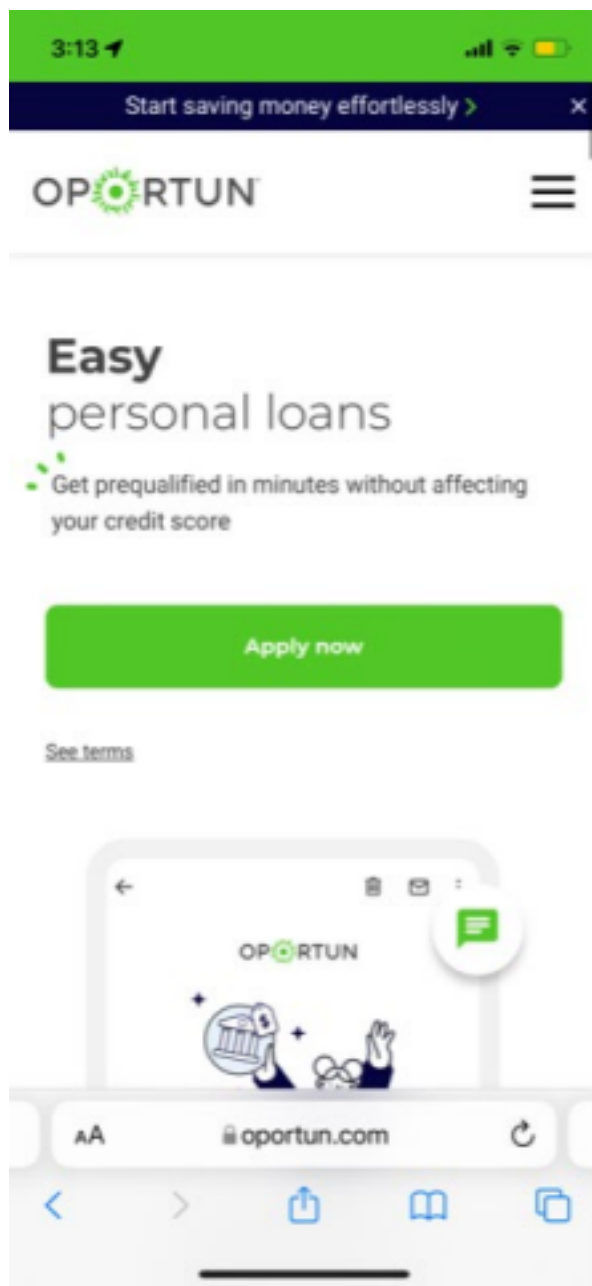 3:13
Start saving money effortlessly >
OPORTUN
Easy
personal loans
Get prequalified in minutes without affecting
your credit score
Apply now
See terms
OPORTUN
$
AA oportun.com